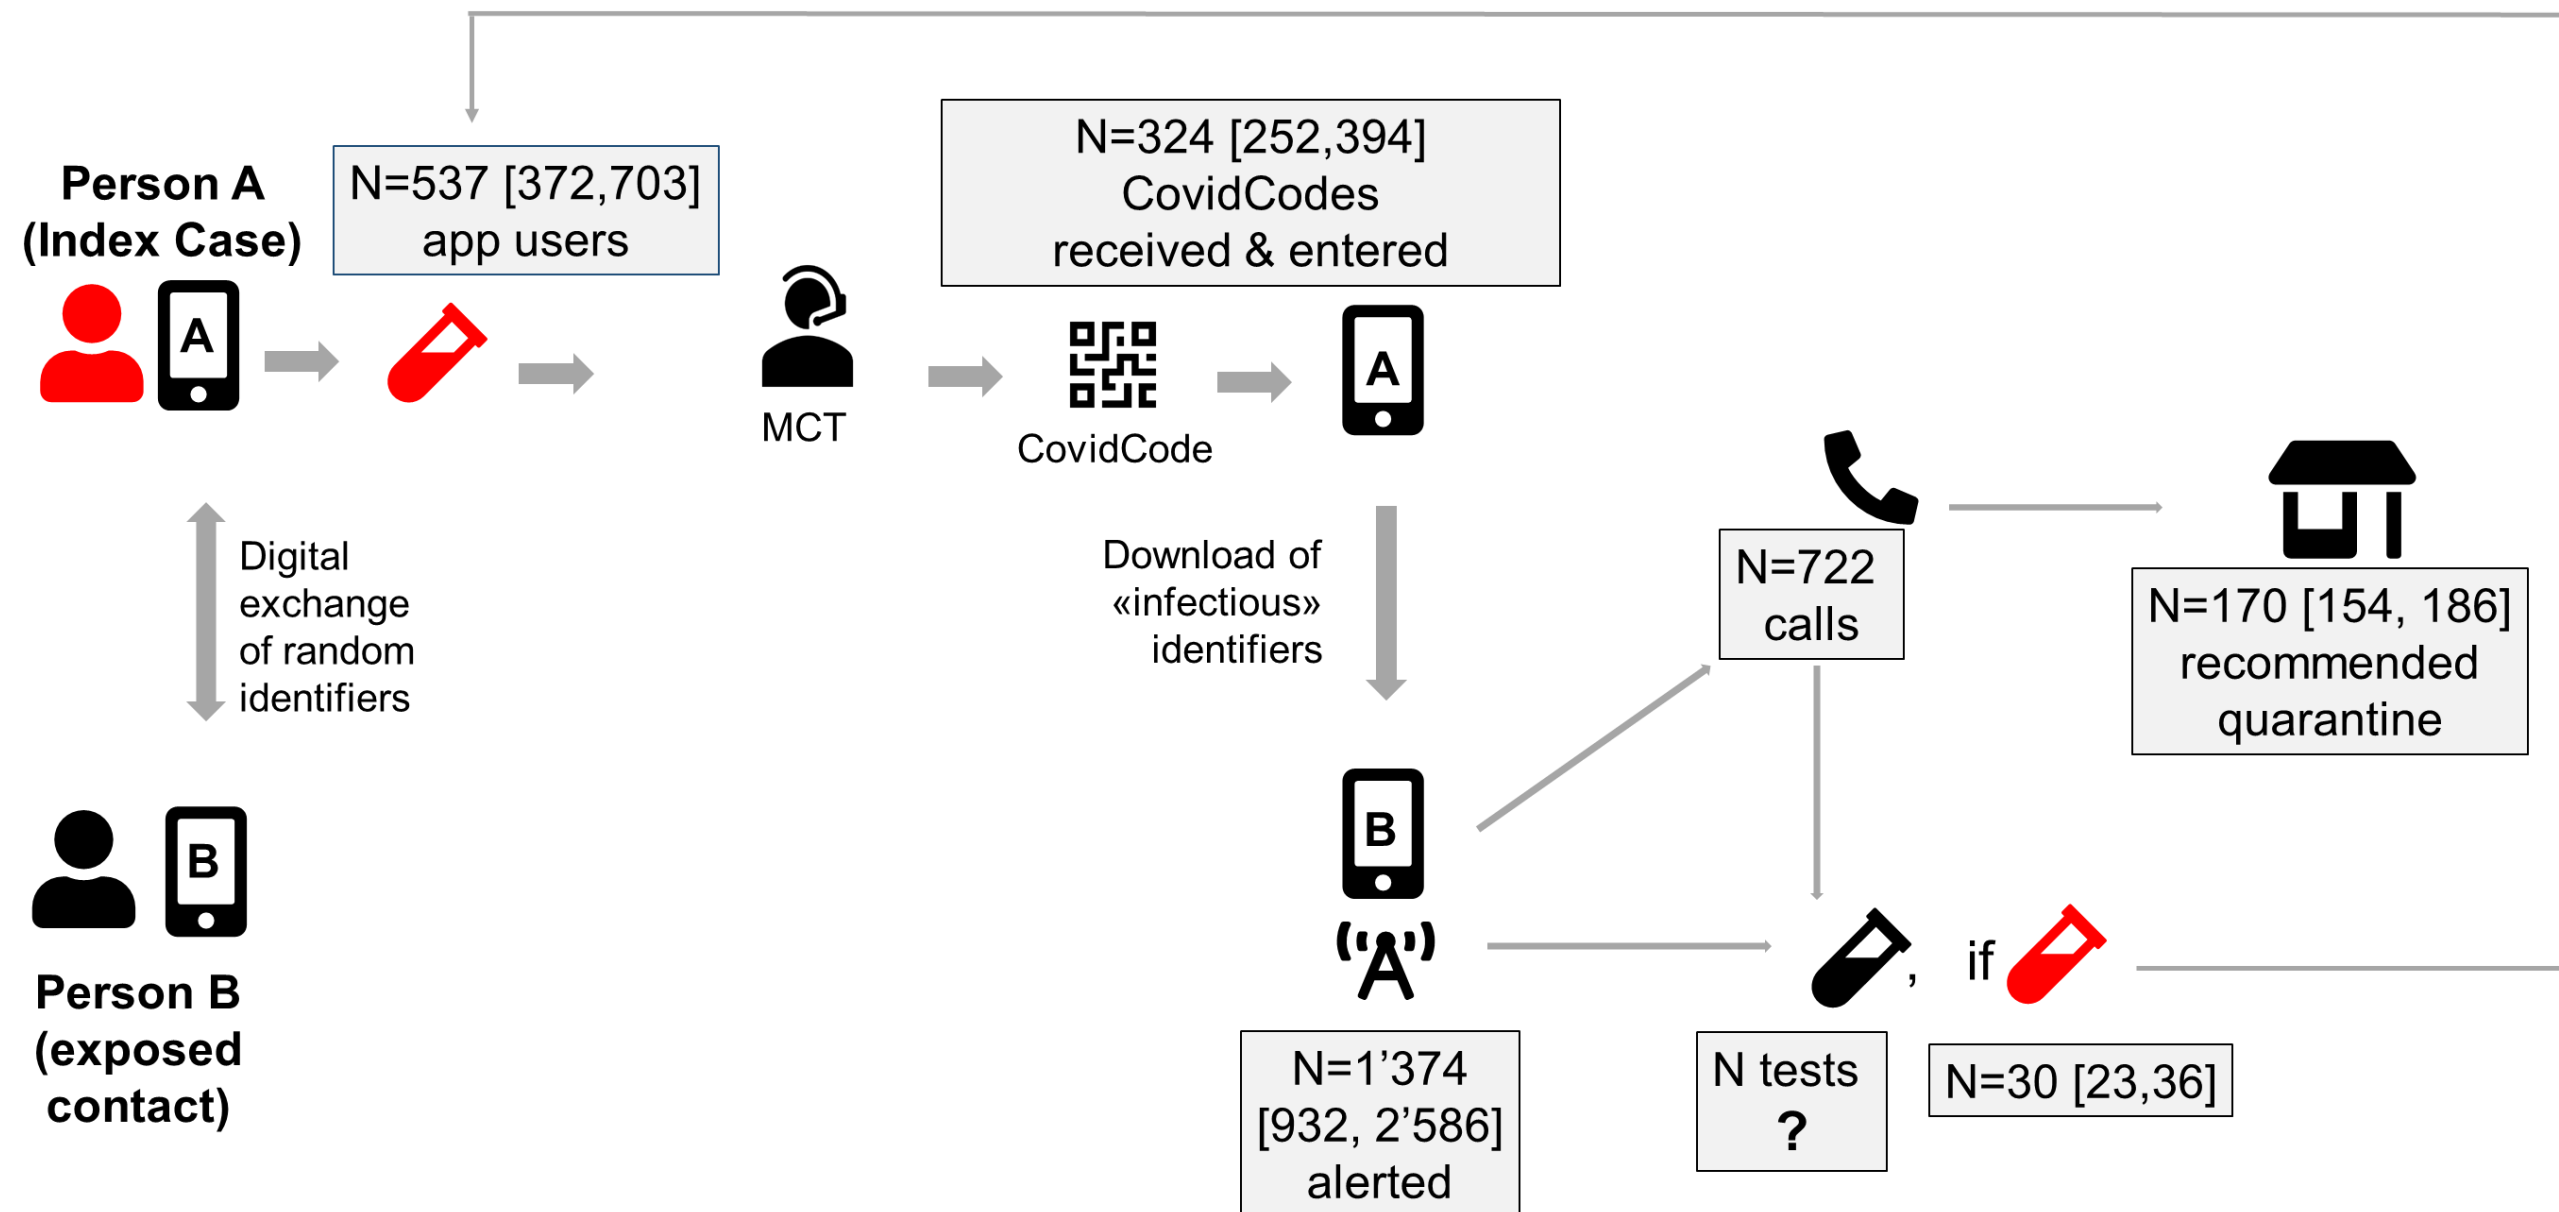 Person A
(Index Case)
A
N=537 [372,703]
app users
MCT
N=324 [252,394]
CovidCodes
received & entered
CovidCode
A
Digital
exchange
of random
identifiers
Download of
«infectious»
identifiers
N=722
calls
N=170 [154, 186]
recommended
quarantine
B
Person B
(exposed
contact)
B
N=1’374
[932, 2’586]
alerted
, if
N tests
?
N=30 [23,36]